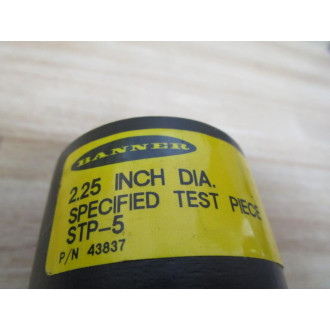 BANNER
2.25 INCH DIA.
SPECIFIED TEST PIECE
STP-5
P/N 43837